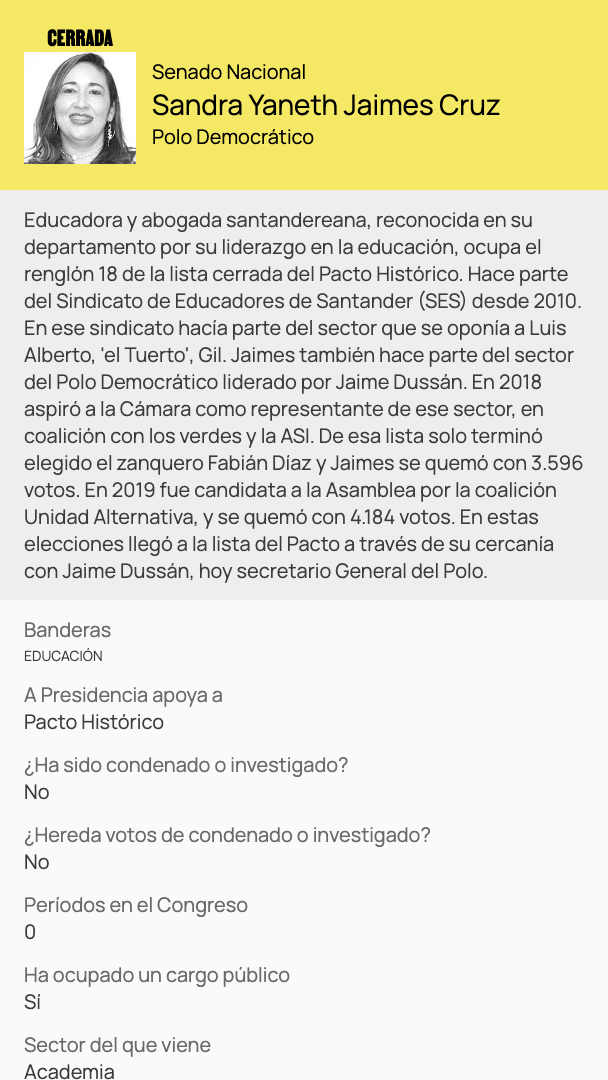 CERRADA
Senado Nacional
Sandra Yaneth Jaimes Cruz
Polo Democrático
Educadora y abogada santandereana, reconocida en su
departamento por su liderazgo en la educación, ocupa el
renglón 18 de la lista cerrada del Pacto Histórico. Hace parte
del Sindicato de Educadores de Santander (SES) desde 2010.
En ese sindicato hacía parte del sector que se oponía a Luis
Alberto, 'el Tuerto', Gil. Jaimes también hace parte del sector
del Polo Democrático liderado por Jaime Dussán. En 2018
aspiró a la Cámara como representante de ese sector, en
coalición con los verdes y la ASI. De esa lista solo terminó
elegido el zanquero Fabián Díaz y Jaimes se quemó con 3.596
votos. En 2019 fue candidata a la Asamblea por la coalición
Unidad Alternativa, y se quemó con 4.184 votos. En estas
elecciones llegó a la lista del Pacto a través de su cercanía
con Jaime Dussán, hoy secretario General del Polo.
Banderas
EDUCACIÓN
A Presidencia apoya a
Pacto Histórico
¿Ha sido condenado o investigado?
No
¿Hereda votos de condenado o investigado?
No
Períodos en el Congreso
0
Ha ocupado un cargo público
Sí
Sector del que viene
Academia